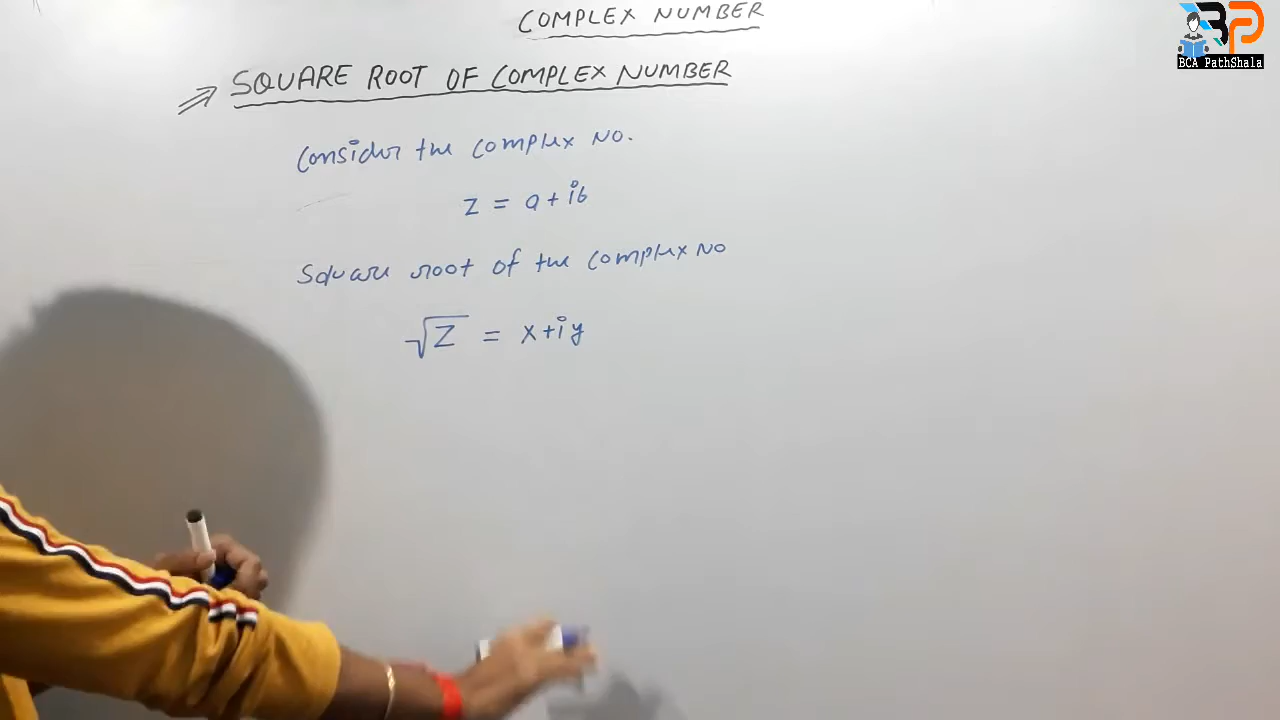 COMPLEX NUMBER
BP
BCA PathShala
⇒ SQUARE ROOT OF COMPLEX NUMBER
Consider the complex No.
z = a + ib
Square root of the complex No
√Z = x + iy